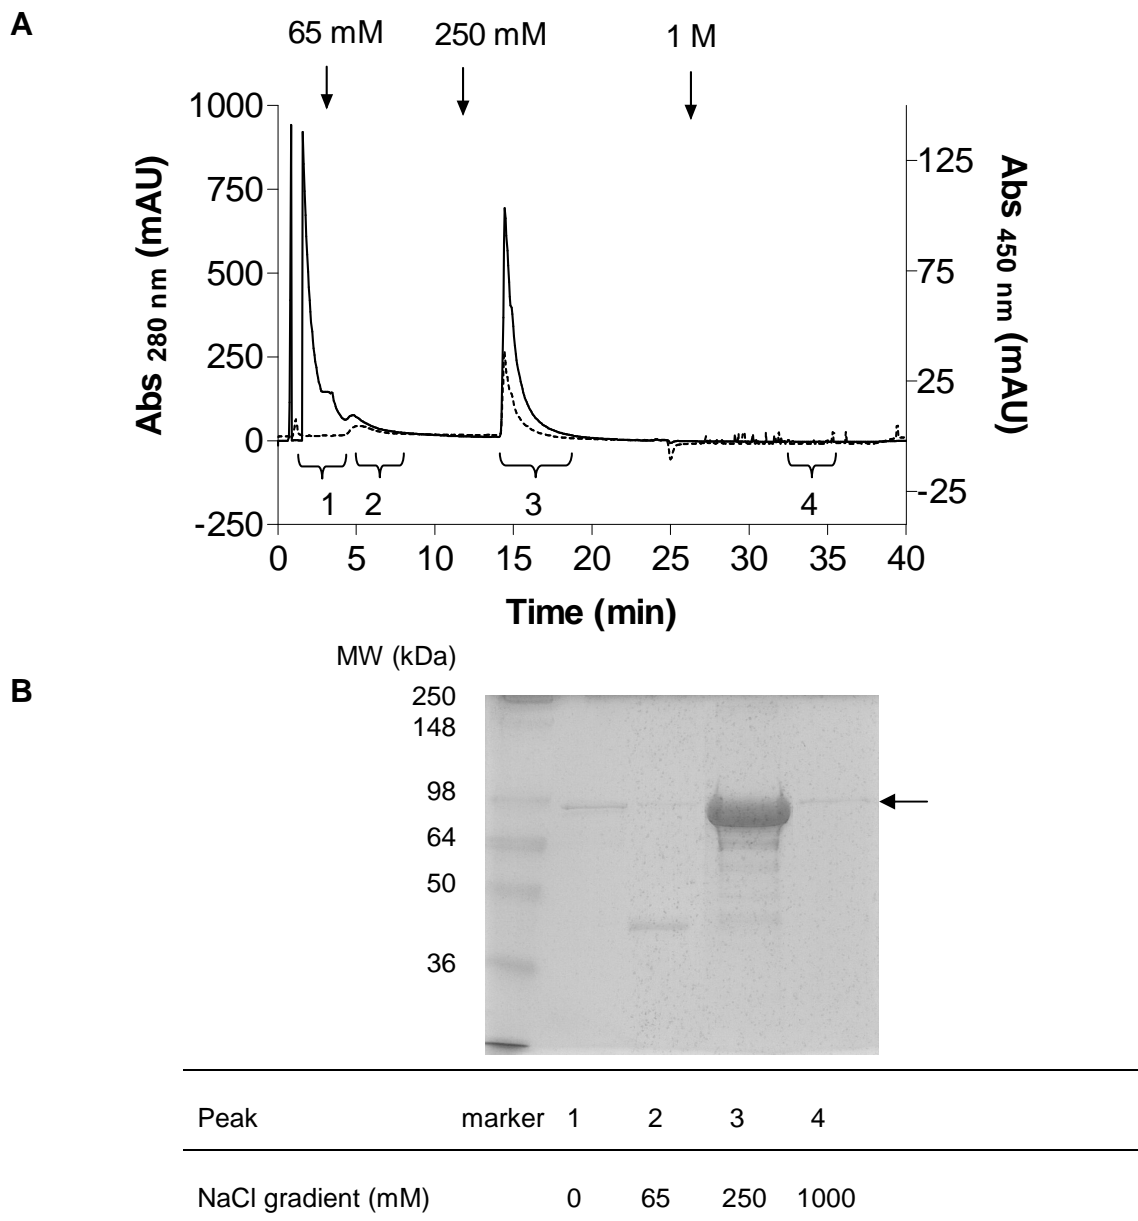 A
65 mM 250 mM 1 M
1000
750
500
250
0
-250
Abs 280 nm (mAU)
125
75
25
-25
Abs 450 nm (mAU)
1 2 3 4
0 5 10 15 20 25 30 35 40
Time (min)
B
MW (kDa)
250
148
98
64
50
36
Peak marker 1 2 3 4
NaCl gradient (mM) 0 65 250 1000